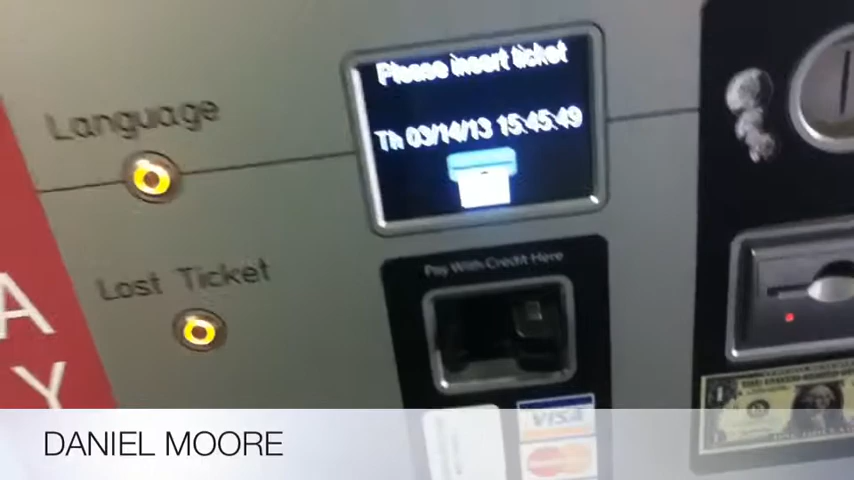 Please insert ticket
Th 03/14/13 15:45:49
Language
Lost Ticket
Pay With Credit Here
A
Y
VISA
1
DANIEL MOORE